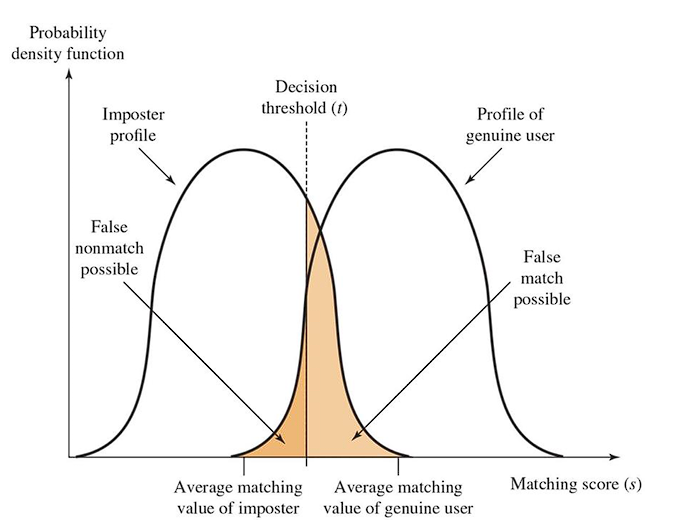 Probability
density function
Decision
threshold (t)
Imposter
profile
Profile of
genuine user
False
nonmatch
possible
False
match
possible
Average matching
value of imposter
Average matching
value of genuine user
Matching score (s)